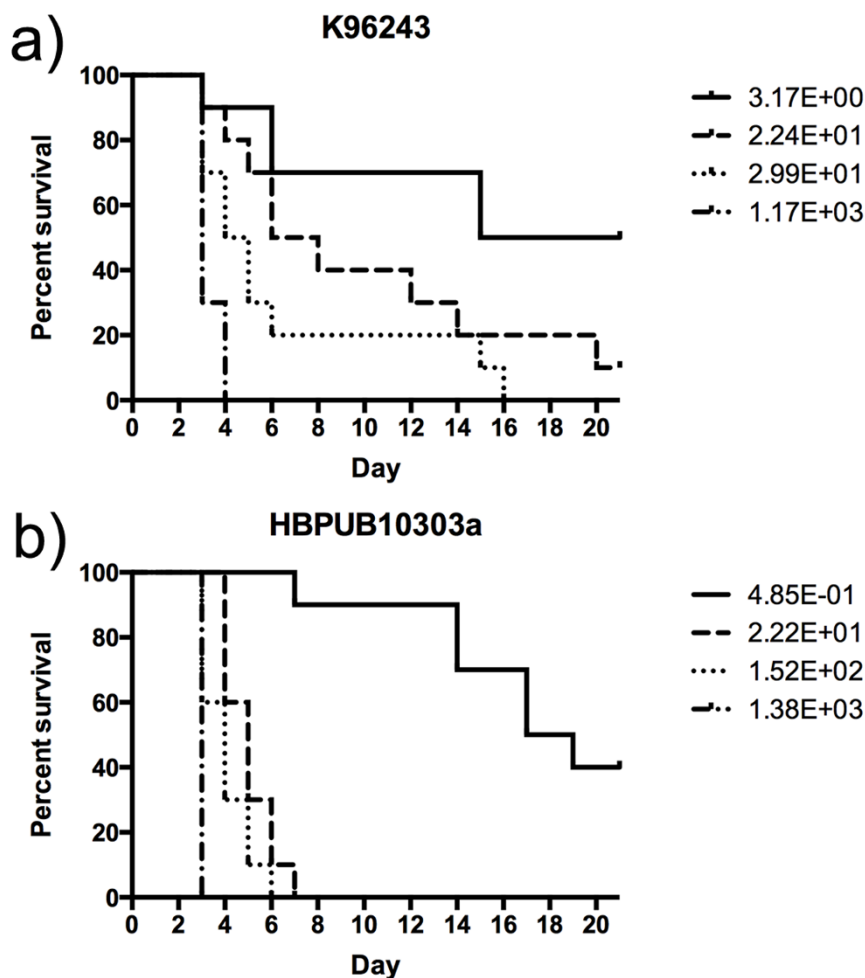 a)
K96243
Percent survival
100
80
60
40
20
0
0 2 4 6 8 10 12 14 16 18 20
Day
3.17E+00
2.24E+01
2.99E+01
1.17E+03
b)
HBPUB10303a
Percent survival
100
80
60
40
20
0
0 2 4 6 8 10 12 14 16 18 20
Day
4.85E-01
2.22E+01
1.52E+02
1.38E+03